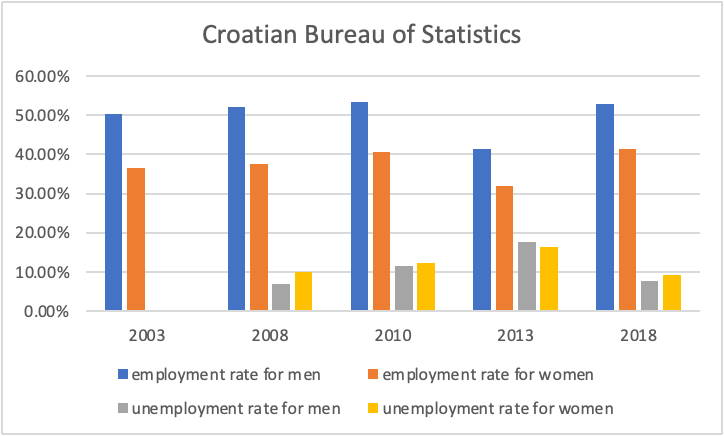 Croatian Bureau of Statistics
60.00%
50.00%
40.00%
30.00%
20.00%
10.00%
0.00%
2003 2008 2010 2013 2018
employment rate for men employment rate for women
unemployment rate for men unemployment rate for women